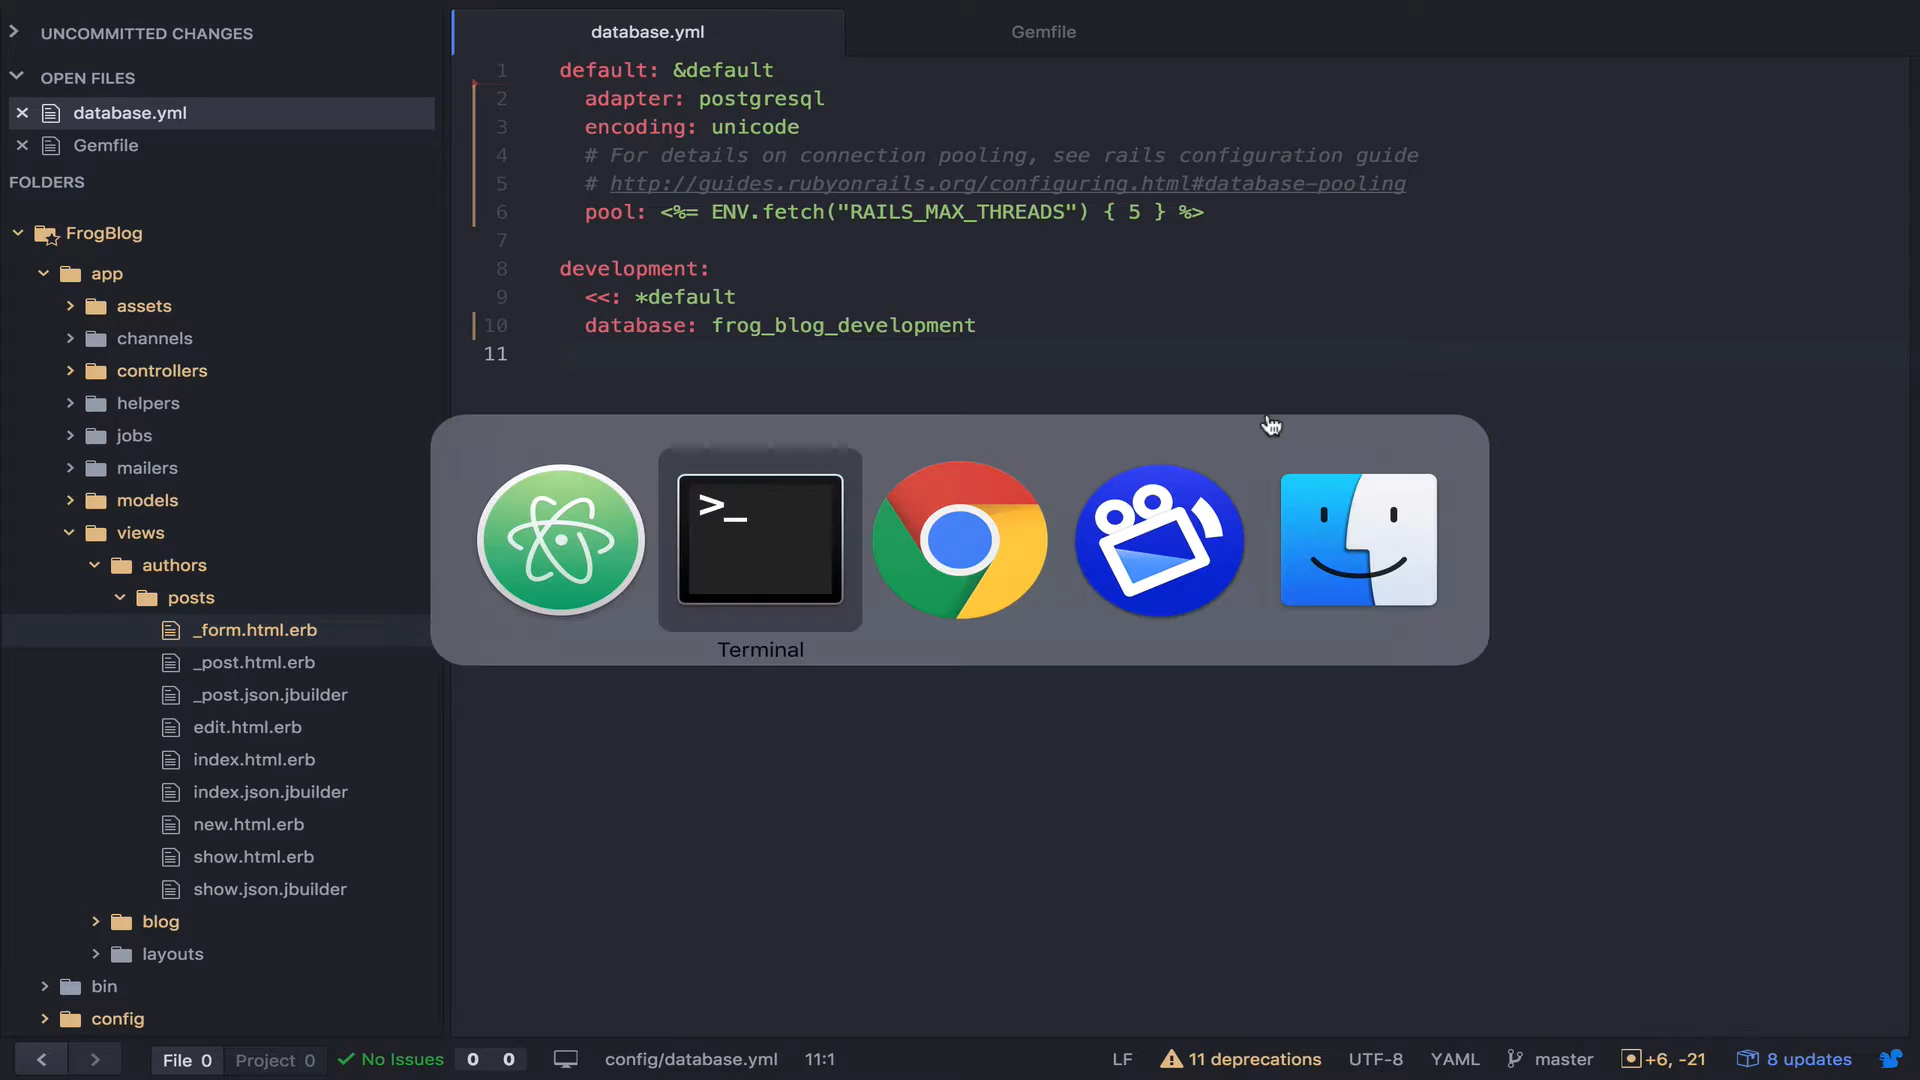 UNCOMMITTED CHANGES
OPEN FILES
database.yml
Gemfile
FOLDERS
FrogBlog
app
assets
channels
controllers
helpers
jobs
mailers
models
views
authors
posts
_form.html.erb
_post.html.erb
_post.json.jbuilder
edit.html.erb
index.html.erb
index.json.jbuilder
new.html.erb
show.html.erb
show.json.jbuilder
blog
layouts
bin
config
database.yml
Gemfile
1 default: &default
2 adapter: postgresql
3 encoding: unicode
4 # For details on connection pooling, see rails configuration guide
5 # http://guides.rubyonrails.org/configuring.html#database-pooling
6 pool: <%= ENV.fetch("RAILS_MAX_THREADS") { 5 } %>
7
8 development:
9 <<: *default
10 database: frog_blog_development
11
>_
Terminal
File 0 Project 0 No Issues 0 0 config/database.yml 11:1 LF 11 deprecations UTF-8 YAML master +6, -21 8 updates